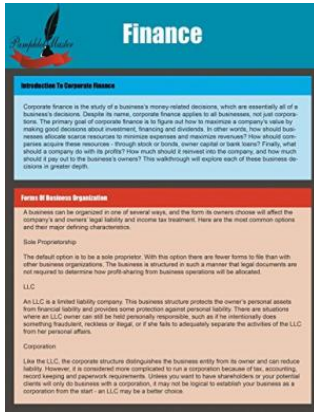 Pamphlet Master
Finance
Introduction To Corporate Finance
Corporate finance is the study of a business's money-related decisions, which are essentially all of a
business's decisions. Despite its name, corporate finance applies to all businesses, not just corpora-
tions. The primary goal of corporate finance is to figure out how to maximize a company's value by
making good decisions about investment, financing and dividends. In other words, how should busi-
nesses allocate scarce resources to minimize expenses and maximize revenues? How should com-
panies acquire these resources - through stock or bonds, owner capital or bank loans? Finally, what
should a company do with its profits? How much should it reinvest into the company, and how much
should it pay out to the business's owners? This walkthrough will explore each of these business de-
cisions in greater depth.
Forms Of Business Organization
A business can be organized in one of several ways, and the form its owners choose will affect the
company's and owners' legal liability and income tax treatment. Here are the most common options
and their major defining characteristics.
Sole Proprietorship
The default option is to be a sole proprietor. With this option there are fewer forms to file than with
other business organizations. The business is structured in such a manner that legal documents are
not required to determine how profit-sharing from business operations will be allocated.
LLC
An LLC is a limited liability company. This business structure protects the owner's personal assets
from financial liability and provides some protection against personal liability. There are situations
where an LLC owner can still be held personally responsible, such as if he intentionally does
something fraudulent, reckless or illegal, or if she fails to adequately separate the activities of the LLC
from her personal affairs.
Corporation
Like the LLC, the corporate structure distinguishes the business entity from its owner and can reduce
liability. However, it is considered more complicated to run a corporation because of tax, accounting,
record keeping and paperwork requirements. Unless you want to have shareholders or your potential
clients will only do business with a corporation, it may not be logical to establish your business as a
corporation from the start - an LLC may be a better choice.